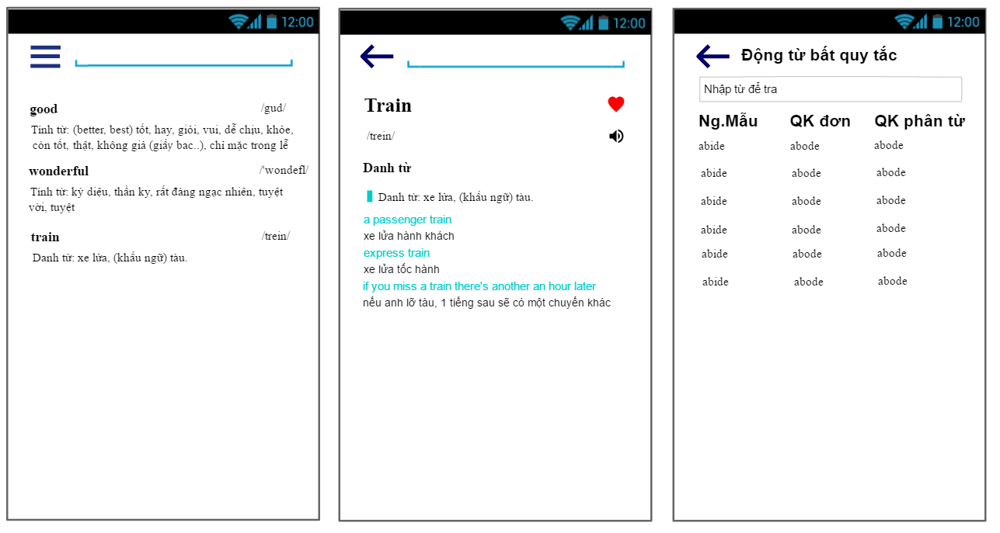 12:00
good /gud/
Tính từ: (better, best) tốt, hay, giỏi, vui, dễ chịu, khỏe,
còn tốt, thật, không giả (giấy bac..), chỉ mặc trong lễ
wonderful /'wondefl/
Tính từ: kỳ diệu, thần kỳ, rất đáng ngạc nhiên, tuyệt
vời, tuyệt
train /trein/
Danh từ: xe lửa, (khẩu ngữ) tàu.
12:00
Train
/trein/
Danh từ
Danh từ: xe lửa, (khẩu ngữ) tàu.
a passenger train
xe lửa hành khách
express train
xe lửa tốc hành
if you miss a train there's another an hour later
nếu anh lỡ tàu, 1 tiếng sau sẽ có một chuyến khác
12:00
Động từ bất quy tắc
Nhập từ để tra
Ng.Mẫu QK đơn QK phân từ
abide abode abode
abide abode abode
abide abode abode
abide abode abode
abide abode abode
abide abode abode